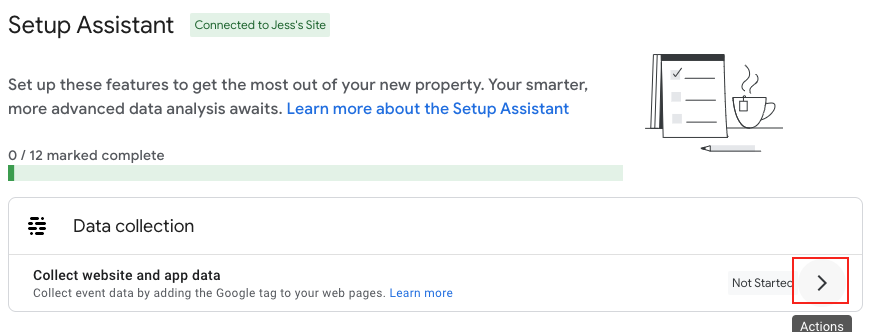 Setup Assistant Connected to Jess's Site
Set up these features to get the most out of your new property. Your smarter,
more advanced data analysis awaits. Learn more about the Setup Assistant
0 / 12 marked complete
Data collection
Collect website and app data
Not Started
Collect event data by adding the Google tag to your web pages. Learn more
Actions